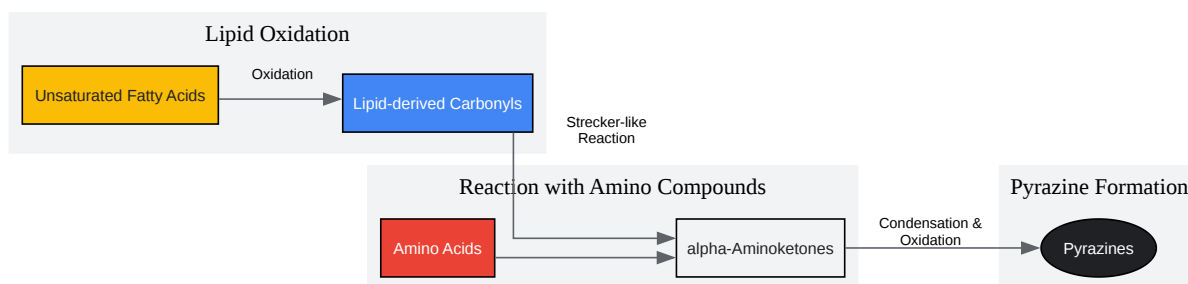 Lipid Oxidation
Unsaturated Fatty Acids
Oxidation
Lipid-derived Carbonyls
Strecker-like
Reaction
Reaction with Amino Compounds
Amino Acids
alpha-Aminoketones
Condensation &
Oxidation
Pyrazine Formation
Pyrazines